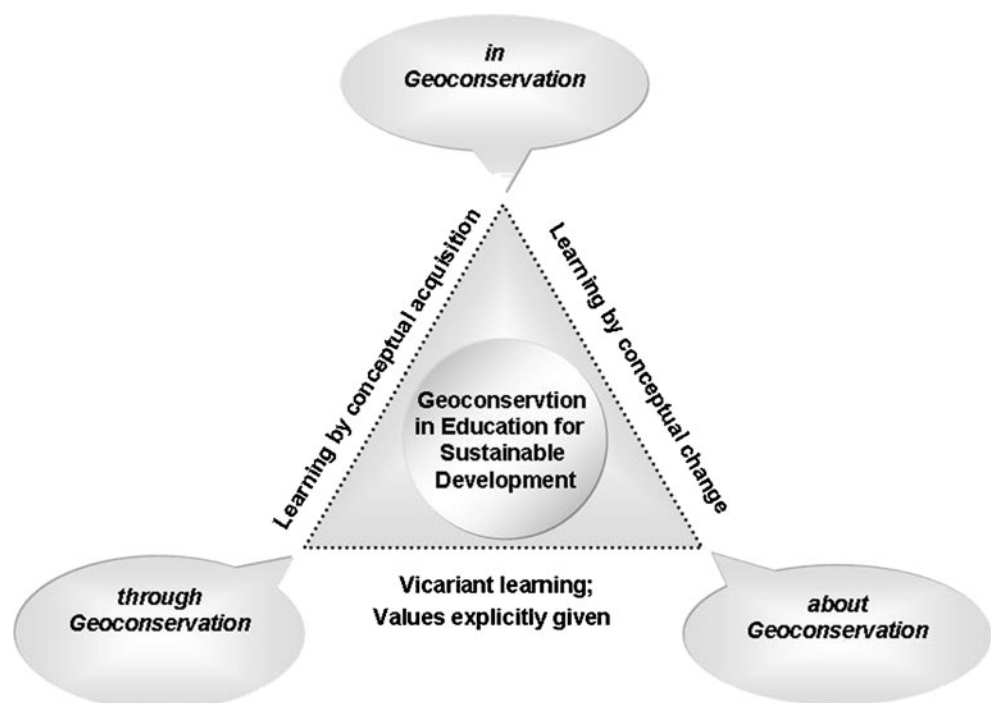 in
Geoconservation
Learning by conceptual acquisition
Learning by conceptual change
Geoconservtion
in Education for
Sustainable
Development
through
Geoconservation
Vicariant learning;
Values explicitly given
about
Geoconservation